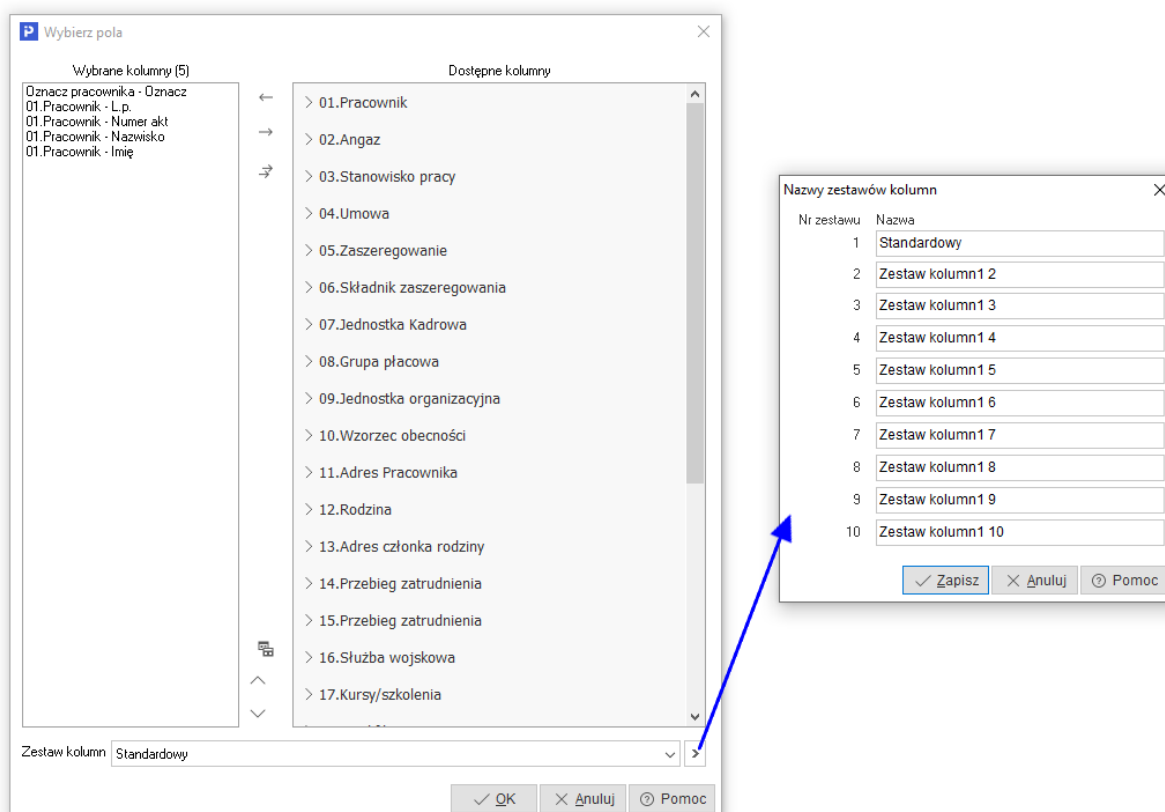 Wybierz pola
Wybrane kolumny (5)
Oznacz pracownika - Oznacz
01.Pracownik - L.p.
01.Pracownik - Numer akt
01.Pracownik - Nazwisko
01.Pracownik - Imię
Dostępne kolumny
01.Pracownik
02.Angaz
03.Stanowisko pracy
04.Umowa
05.Zaszeregowanie
06.Składnik zaszeregowania
07.Jednostka Kadrowa
08.Grupa płacowa
09.Jednostka organizacyjna
10.Wzorzec obecności
11.Adres Pracownika
12.Rodzina
13.Adres członka rodziny
14.Przebieg zatrudnienia
15.Przebieg zatrudnienia
16.Służba wojskowa
17.Kursy/szkolenia
Zestaw kolumn Standardowy
OK Anuluj Pomoc
Nazwy zestawów kolumn
Nr zestawu Nazwa
1 Standardowy
2 Zestaw kolumn1 2
3 Zestaw kolumn1 3
4 Zestaw kolumn1 4
5 Zestaw kolumn1 5
6 Zestaw kolumn1 6
7 Zestaw kolumn1 7
8 Zestaw kolumn1 8
9 Zestaw kolumn1 9
10 Zestaw kolumn1 10
Zapisz Anuluj Pomoc